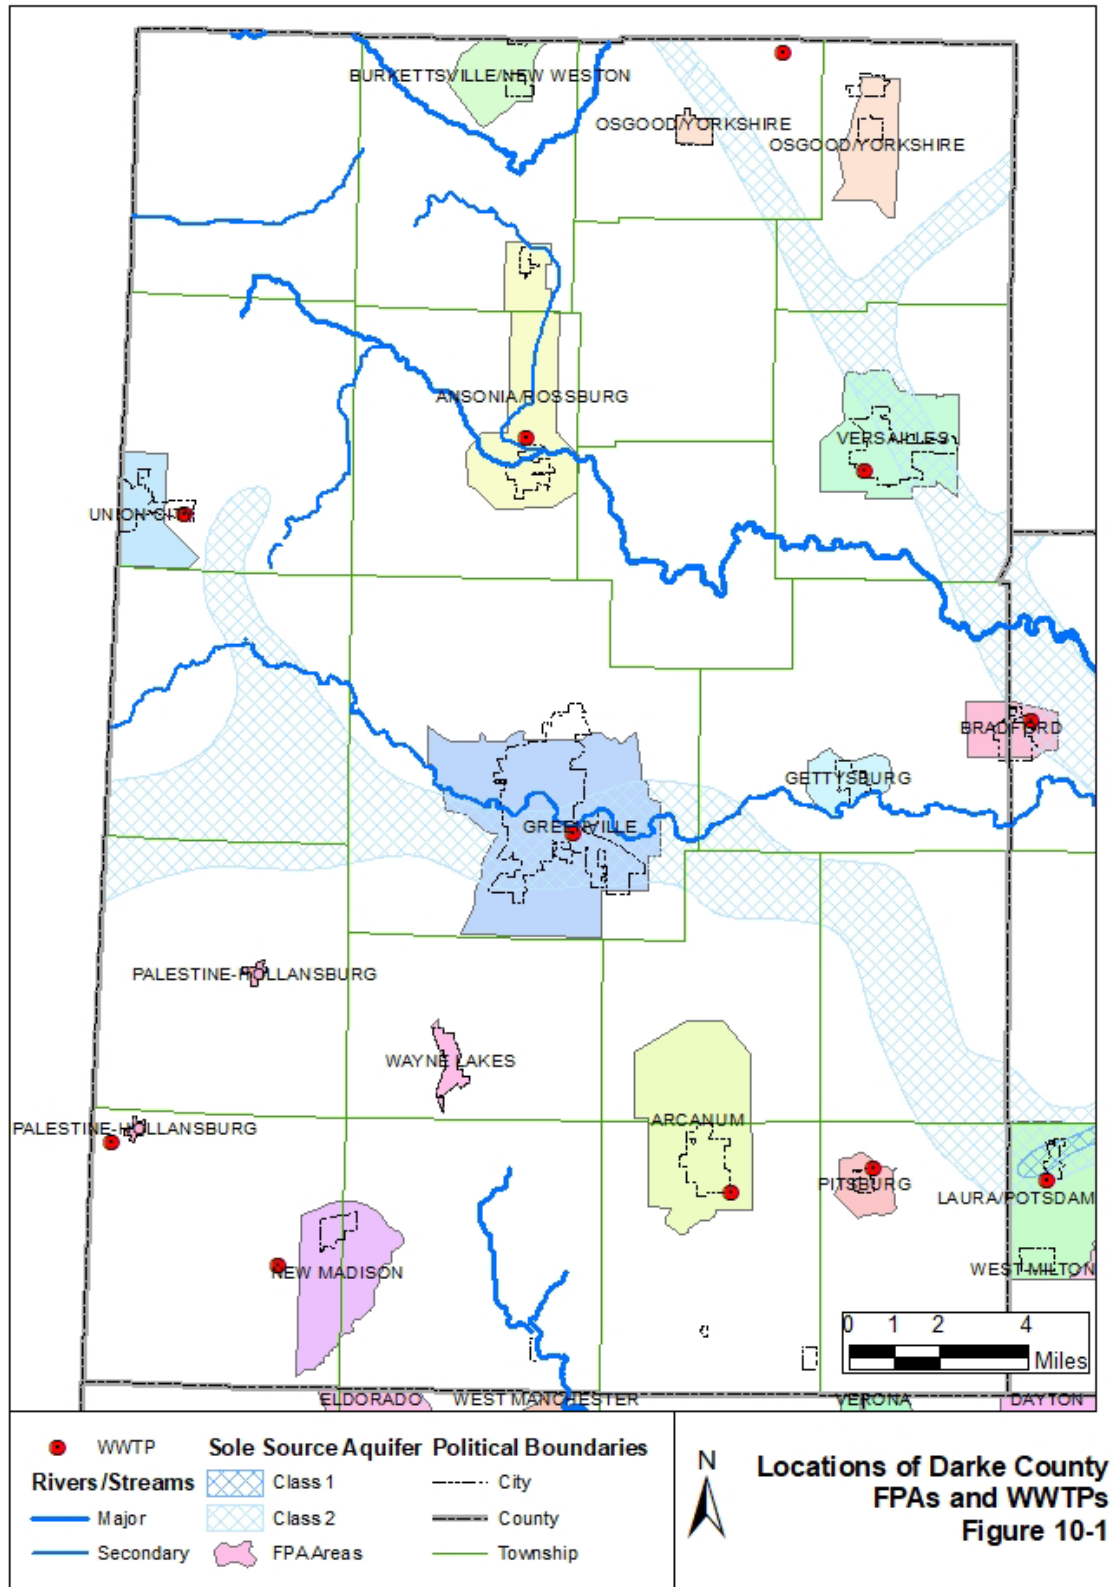 BURKETTSVILLE/NEW WESTON
OSGOOD/YORKSHIRE
OSGOOD/YORKSHIRE
ANSONIA/ROSSBURG
VERSAILLES
UNION CITY
BRADFORD
GETTYSBURG
GREENVILLE
PALESTINE-HOLLANSBURG
WAYNE LAKES
PALESTINE-HOLLANSBURG
ARCANUM
PITSBURG
LAURA/POTSDAM
NEW MADISON
WEST MILTON
0 1 2 4
Miles
ELDORADO
WEST MANCHESTER
VERONA
DAYTON
WWTP
Rivers/Streams
Major
Secondary
Sole Source Aquifer
Class 1
Class 2
FPA Areas
Political Boundaries
City
County
Township
N
Locations of Darke County
FPAs and WWTPs
Figure 10-1